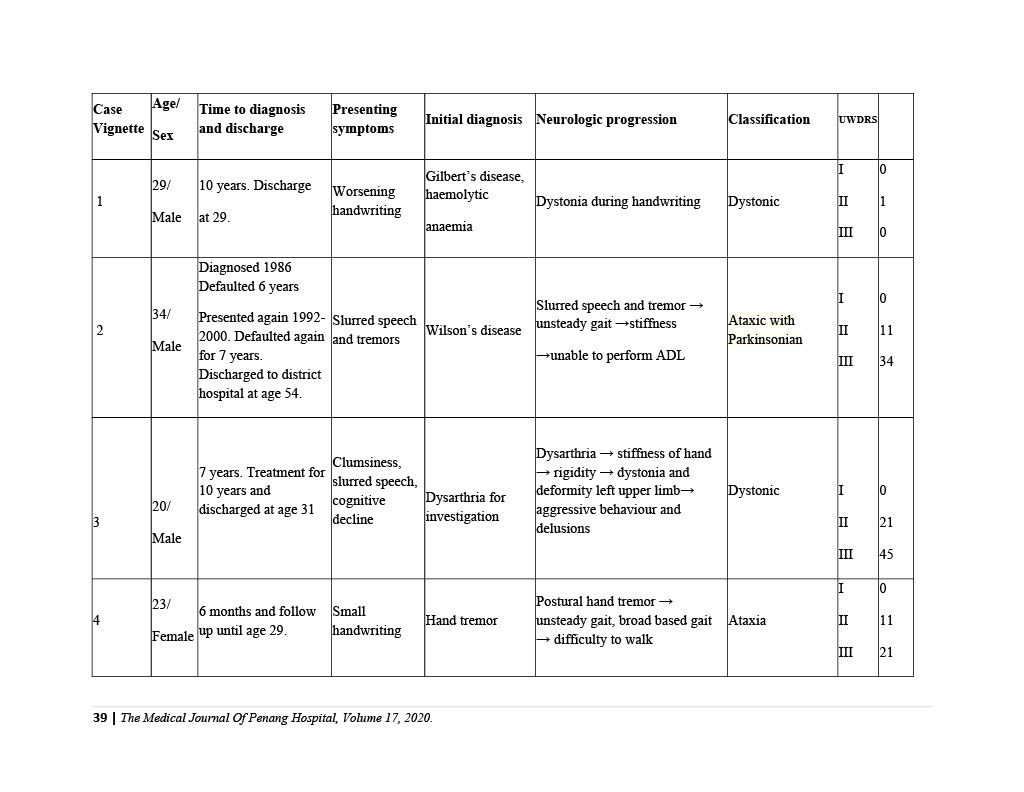 Case Vignette
Age/
Sex
Time to diagnosis
and discharge
Presenting
symptoms
Initial diagnosis
Neurologic progression
Classification
UWDRS
1
29/
Male
10 years. Discharge
at 29.
Worsening
handwriting
Gilbert’s disease,
haemolytic
anaemia
Dystonia during handwriting
Dystonic
I 0
II 1
III 0
2
34/
Male
Diagnosed 1986
Defaulted 6 years
Presented again 1992-
2000. Defaulted again
for 7 years.
Discharged to district
hospital at age 54.
Slurred speech
and tremors
Wilson’s disease
Slurred speech and tremor →
unsteady gait →stiffness
→unable to perform ADL
Ataxic with
Parkinsonian
I 0
II 11
III 34
3
20/
Male
7 years. Treatment for
10 years and
discharged at age 31
Clumsiness,
slurred speech,
cognitive
decline
Dysarthria for
investigation
Dysarthria → stiffness of hand
→ rigidity → dystonia and
deformity left upper limb→
aggressive behaviour and
delusions
Dystonic
I 0
II 21
III 45
4
23/
Female
6 months and follow
up until age 29.
Small
handwriting
Hand tremor
Postural hand tremor →
unsteady gait, broad based gait
→ difficulty to walk
Ataxia
I 0
II 11
III 21
39 | The Medical Journal Of Penang Hospital, Volume 17, 2020.